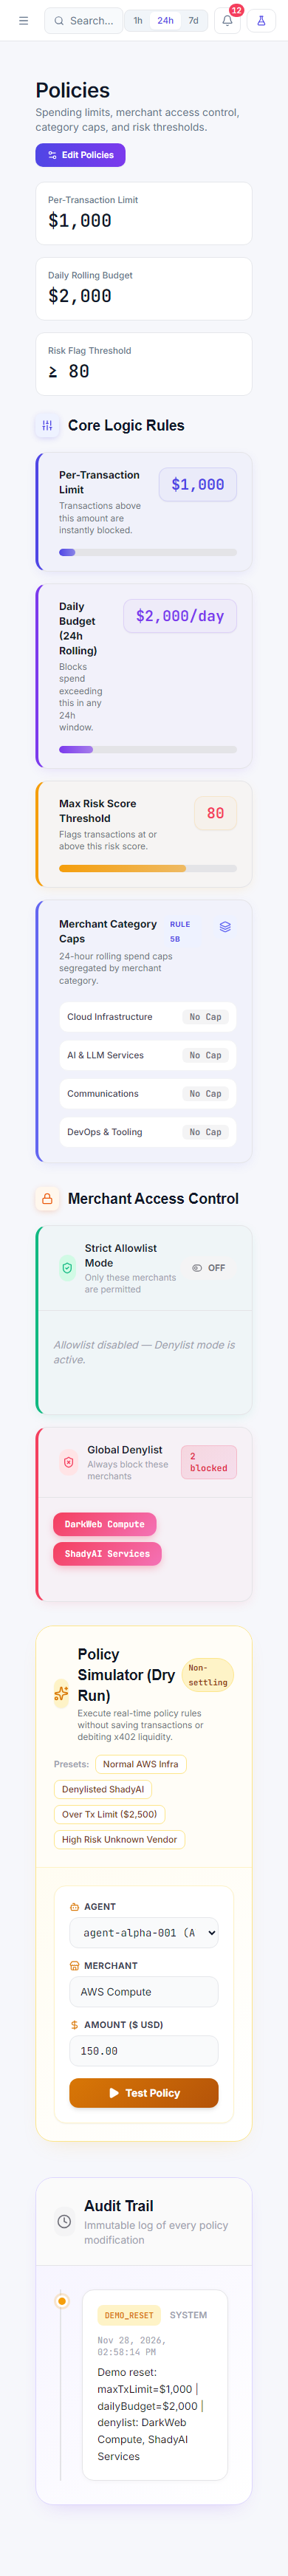 Search...
1h 24h 7d
12
Policies
Spending limits, merchant access control,
category caps, and risk thresholds.
Edit Policies
Per-Transaction Limit
$1,000
Daily Rolling Budget
$2,000
Risk Flag Threshold
≥ 80
Core Logic Rules
Per-Transaction
Limit
$1,000
Transactions above
this amount are
instantly blocked.
Daily
Budget
(24h
Rolling)
$2,000/day
Blocks
spend
exceeding
this in any
24h
window.
Max Risk Score
Threshold
80
Flags transactions at or
above this risk score.
Merchant Category
Caps
RULE
5B
24-hour rolling spend caps
segregated by merchant
category.
Cloud Infrastructure No Cap
AI & LLM Services No Cap
Communications No Cap
DevOps & Tooling No Cap
Merchant Access Control
Strict Allowlist
Mode
Only these merchants
are permitted
OFF
Allowlist disabled — Denylist mode is
active.
Global Denylist
Always block these
merchants
2
blocked
DarkWeb Compute
ShadyAI Services
Policy
Simulator (Dry
Run)
Non-
settling
Execute real-time policy rules
without saving transactions or
debiting x402 liquidity.
Presets: Normal AWS Infra
Denylisted ShadyAI
Over Tx Limit ($2,500)
High Risk Unknown Vendor
AGENT
agent-alpha-001 (A
MERCHANT
AWS Compute
AMOUNT ($ USD)
150.00
Test Policy
Audit Trail
Immutable log of every policy
modification
DEMO_RESET SYSTEM
Nov 28, 2026,
02:58:14 PM
Demo reset:
maxTxLimit=$1,000 |
dailyBudget=$2,000 |
denylist: DarkWeb
Compute, ShadyAI
Services